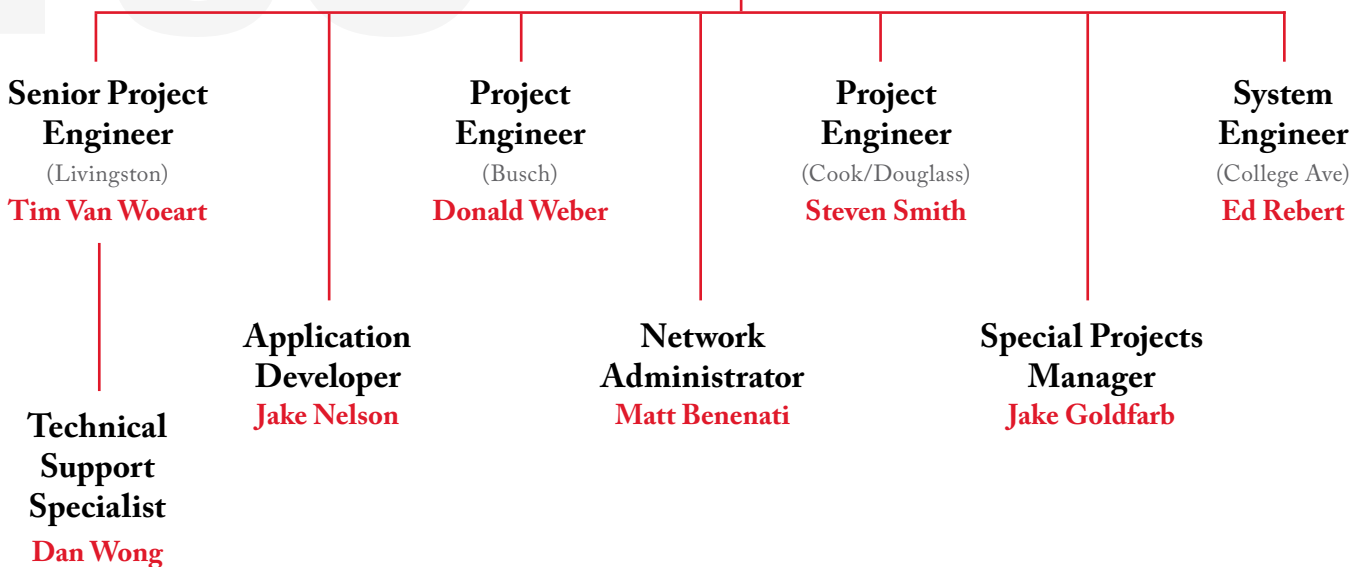 Senior Project
Engineer
(Livingston)
Tim Van Woeart
Project
Engineer
(Busch)
Donald Weber
Project
Engineer
(Cook/Douglass)
Steven Smith
System
Engineer
(College Ave)
Ed Rebert
Application
Developer
Jake Nelson
Network
Administrator
Matt Benenati
Special Projects
Manager
Jake Goldfarb
Technical
Support
Specialist
Dan Wong